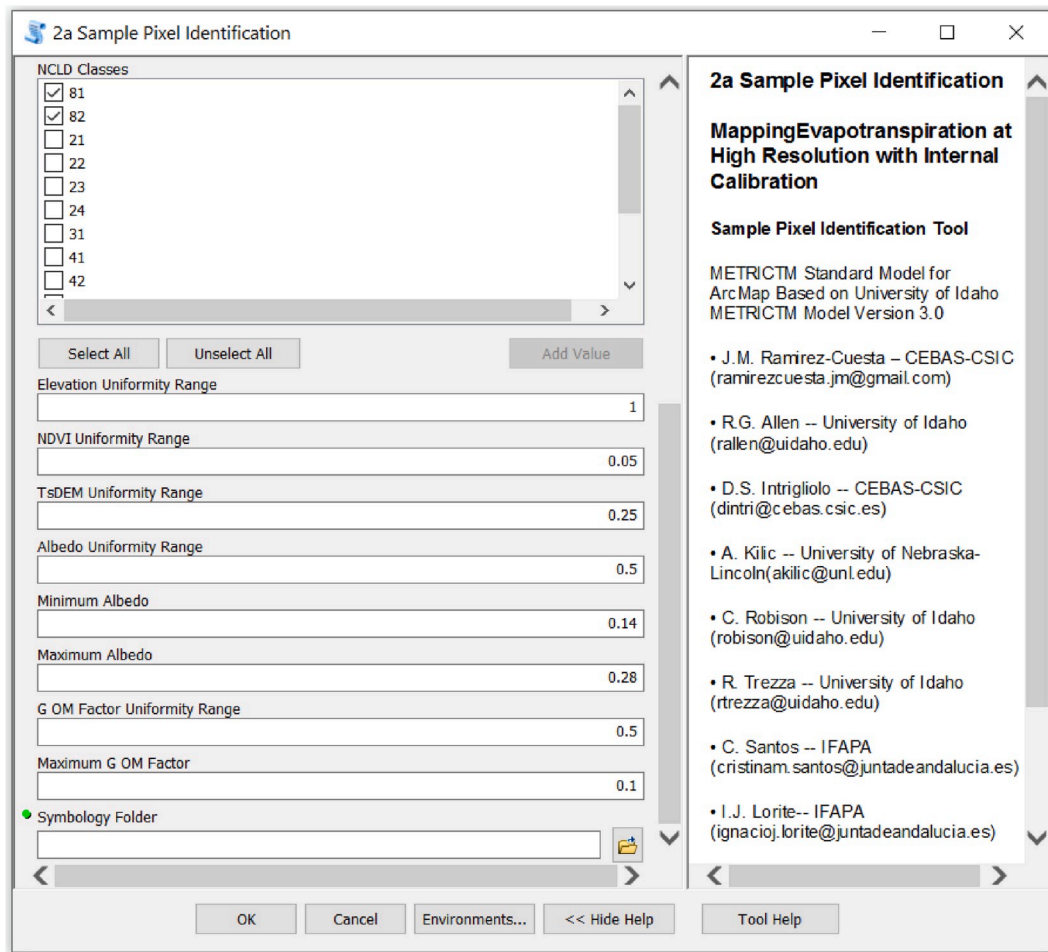 2a Sample Pixel Identification
NCLD Classes
81
82
21
22
23
24
31
41
42
Select All
Unselect All
Add Value
Elevation Uniformity Range
1
NDVI Uniformity Range
0.05
TsDEM Uniformity Range
0.25
Albedo Uniformity Range
0.5
Minimum Albedo
0.14
Maximum Albedo
0.28
G OM Factor Uniformity Range
0.5
Maximum G OM Factor
0.1
Symbology Folder
OK
Cancel
Environments...
<< Hide Help
Tool Help
2a Sample Pixel Identification
MappingEvapotranspiration at
High Resolution with Internal
Calibration
Sample Pixel Identification Tool
METRICTM Standard Model for
ArcMap Based on University of Idaho
METRICTM Model Version 3.0
• J.M. Ramirez-Cuesta – CEBAS-CSIC
(ramirezcuesta.jm@gmail.com)
• R.G. Allen -- University of Idaho
(rallen@uidaho.edu)
• D.S. Intrigliolo -- CEBAS-CSIC
(dintri@cebas.csic.es)
• A. Kilic -- University of Nebraska-
Lincoln(akilic@unl.edu)
• C. Robison -- University of Idaho
(robison@uidaho.edu)
• R. Trezza -- University of Idaho
(rtrezza@uidaho.edu)
• C. Santos -- IFAPA
(cristinam.santos@juntadeandalucia.es)
• I.J. Lorite-- IFAPA
(ignacioj.lorite@juntadeandalucia.es)